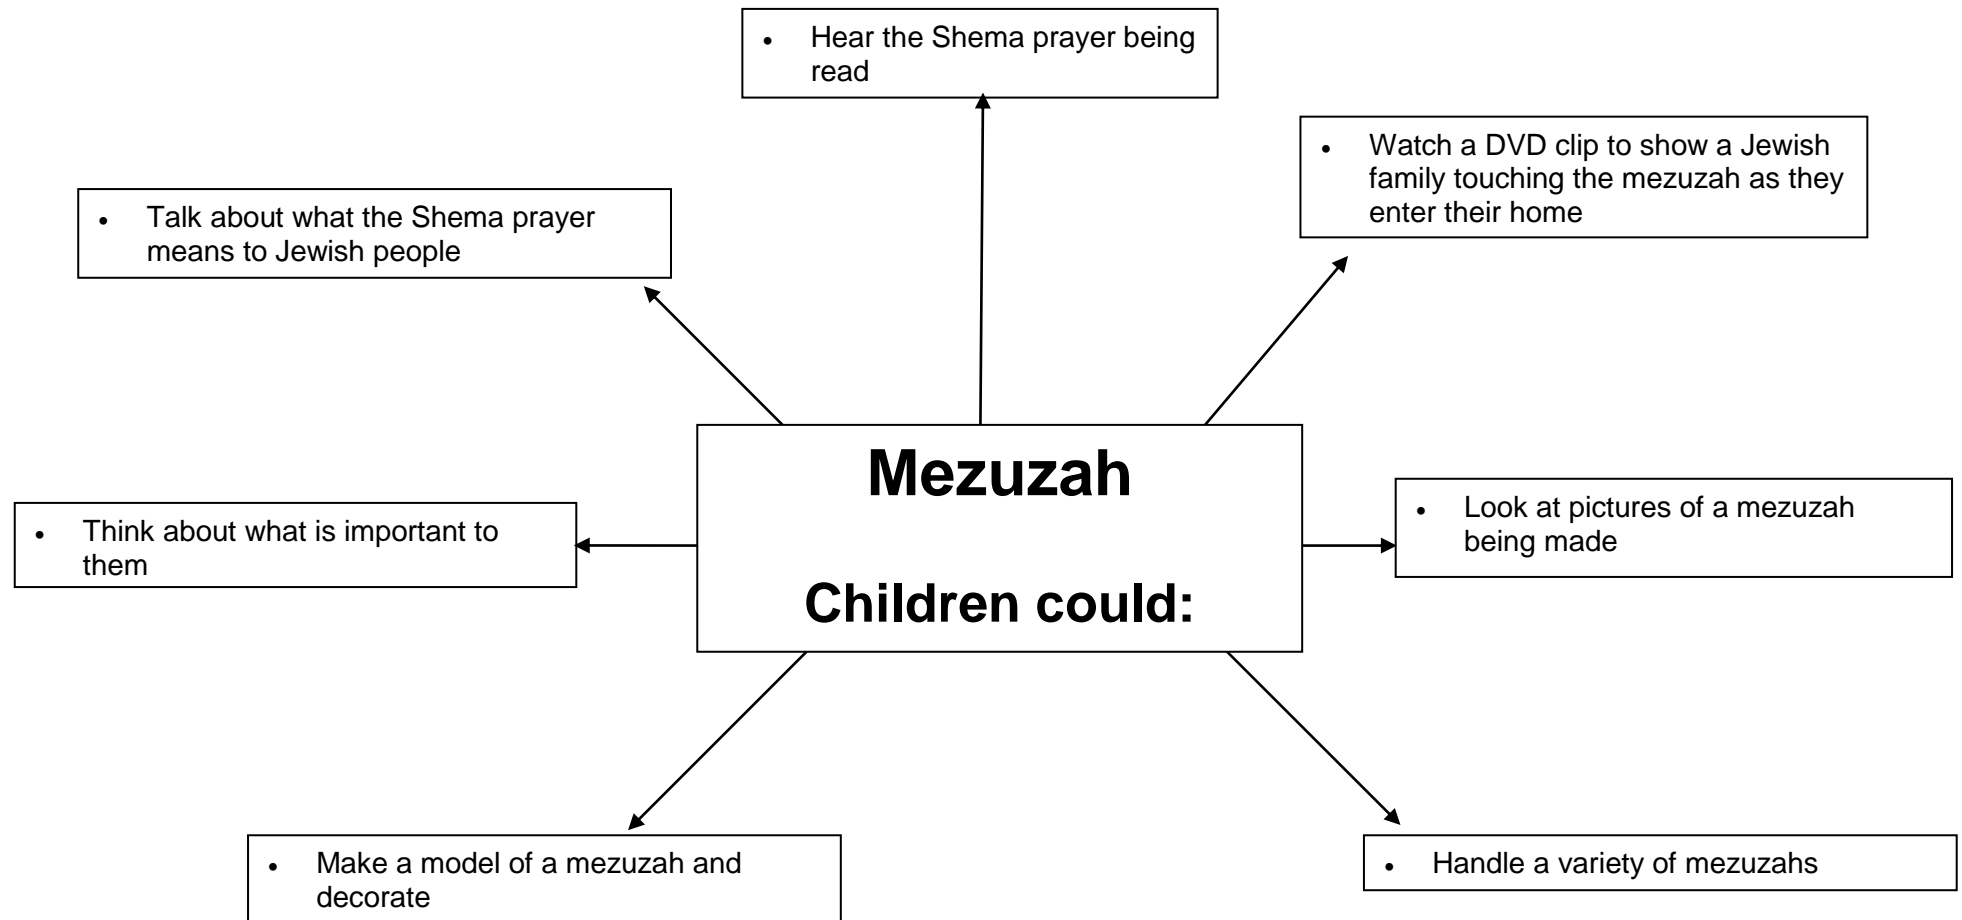 • Hear the Shema prayer being
read
• Watch a DVD clip to show a Jewish
family touching the mezuzah as they
enter their home
• Talk about what the Shema prayer
means to Jewish people
Mezuzah
Children could:
• Look at pictures of a mezuzah
being made
• Think about what is important to
them
• Make a model of a mezuzah and
decorate
• Handle a variety of mezuzahs